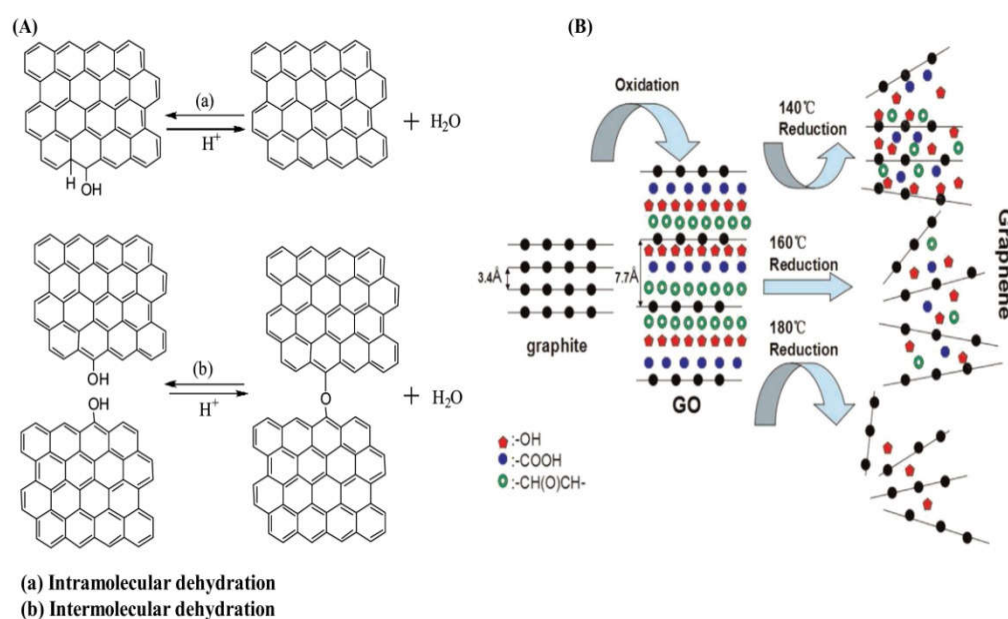 (A)
(a)
H⁺
H
OH
+ H₂O
OH
OH
(b)
H⁺
O
+ H₂O
(a) Intramolecular dehydration
(b) Intermolecular dehydration
(B)
Oxidation
140℃
Reduction
3.4Å
graphite
7.7Å
GO
160℃
Reduction
180℃
Reduction
Graphene
:-OH
:-COOH
:-CH(O)CH-